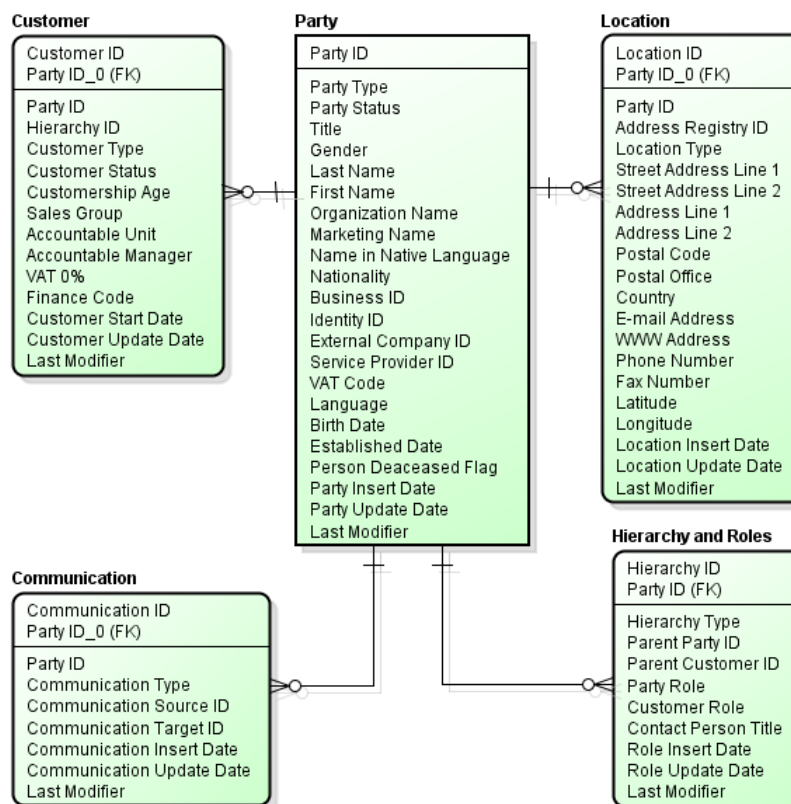 Customer
Customer ID
Party ID_0 (FK)
Party ID
Hierarchy ID
Customer Type
Customer Status
Customership Age
Sales Group
Accountable Unit
Accountable Manager
VAT 0%
Finance Code
Customer Start Date
Customer Update Date
Last Modifier
Party
Party ID
Party Type
Party Status
Title
Gender
Last Name
First Name
Organization Name
Marketing Name
Name in Native Language
Nationality
Business ID
Identity ID
External Company ID
Service Provider ID
VAT Code
Language
Birth Date
Established Date
Person Deaceased Flag
Party Insert Date
Party Update Date
Last Modifier
Location
Location ID
Party ID_0 (FK)
Party ID
Address Registry ID
Location Type
Street Address Line 1
Street Address Line 2
Address Line 1
Address Line 2
Postal Code
Postal Office
Country
E-mail Address
WWW Address
Phone Number
Fax Number
Latitude
Longitude
Location Insert Date
Location Update Date
Last Modifier
Communication
Communication ID
Party ID_0 (FK)
Party ID
Communication Type
Communication Source ID
Communication Target ID
Communication Insert Date
Communication Update Date
Last Modifier
Hierarchy and Roles
Hierarchy ID
Party ID (FK)
Hierarchy Type
Parent Party ID
Parent Customer ID
Party Role
Customer Role
Contact Person Title
Role Insert Date
Role Update Date
Last Modifier